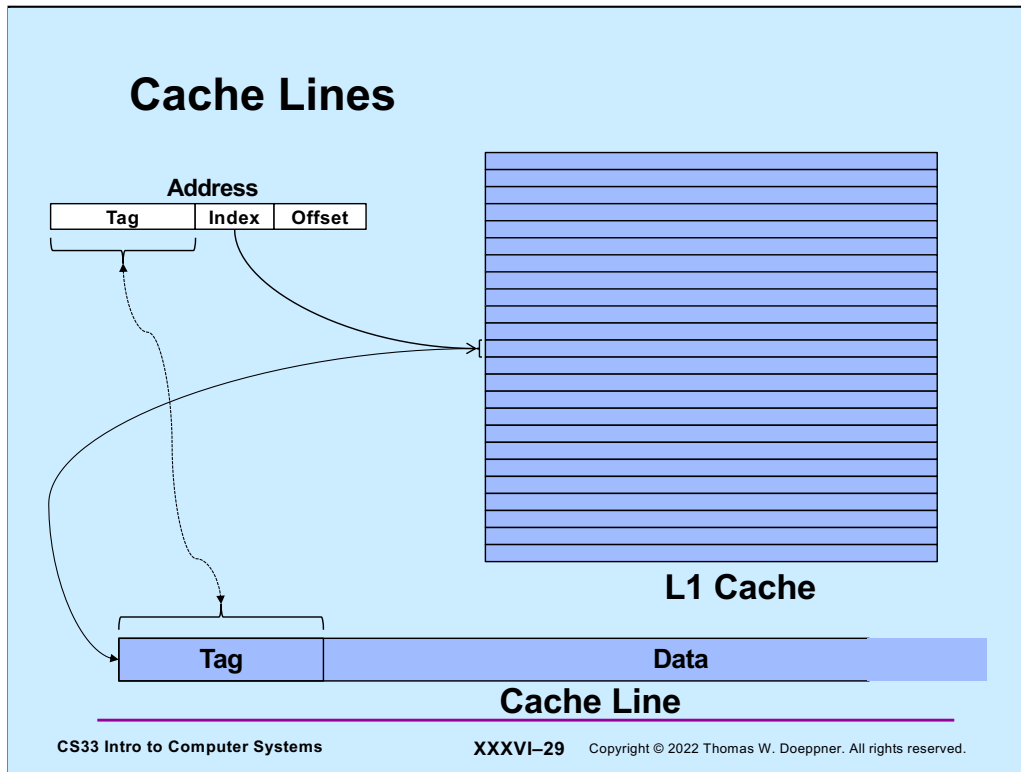 Cache Lines
Address
Tag Index Offset
L1 Cache
Tag Data
Cache Line
CS33 Intro to Computer Systems XXXVI–29 Copyright © 2022 Thomas W. Doeppner. All rights reserved.